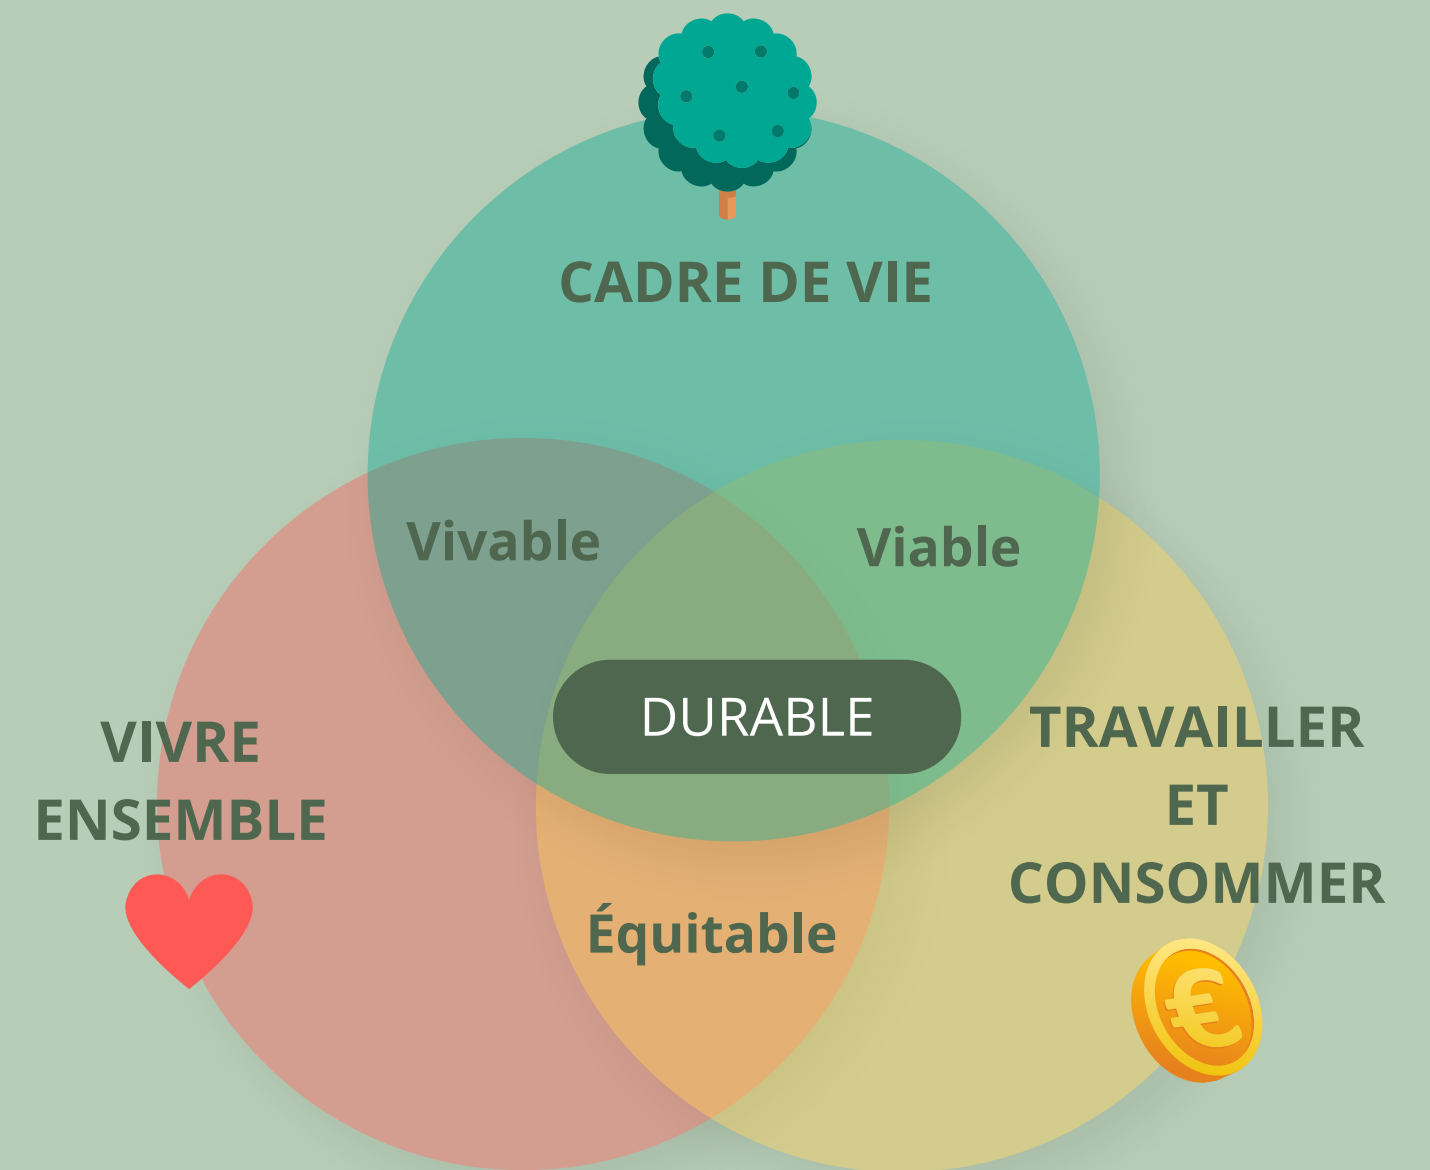 CADRE DE VIE
Vivable
Viable
DURABLE
VIVRE
ENSEMBLE
TRAVAILLER
ET
CONSOMMER
Équitable
€